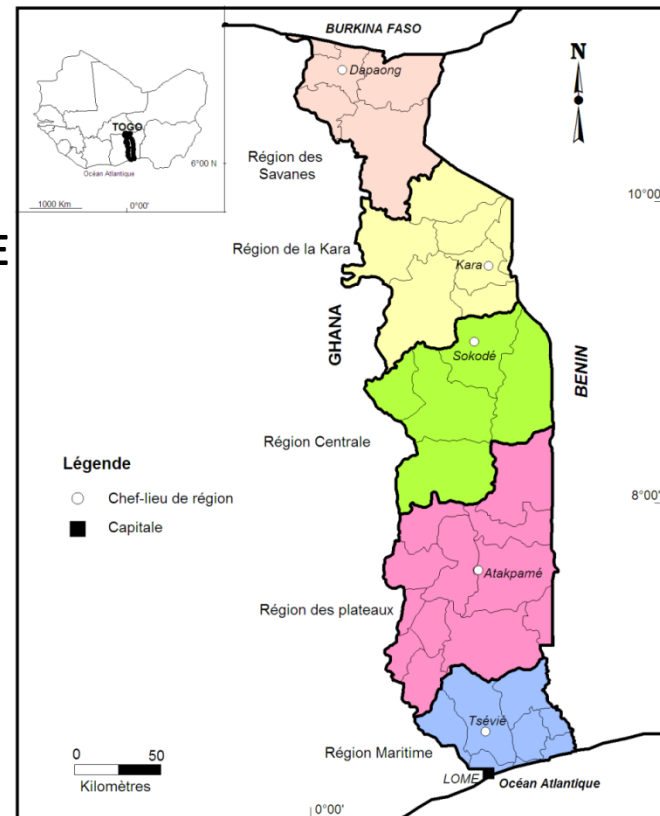 BURKINA FASO
N
Dapaong
TOGO
6°00 N
Océan Atlantique
1000 Km
0°00'
Région des
Savanes
10°00'
E
Région de la Kara
Kara
GHANA
Sokodé
BENIN
Région Centrale
Légende
Chef-lieu de région
Capitale
8°00'
Atakpamé
Région des plateaux
Tsévié
Région Maritime
0 50
Kilomètres
LOME
Océan Atlantique
0°00'